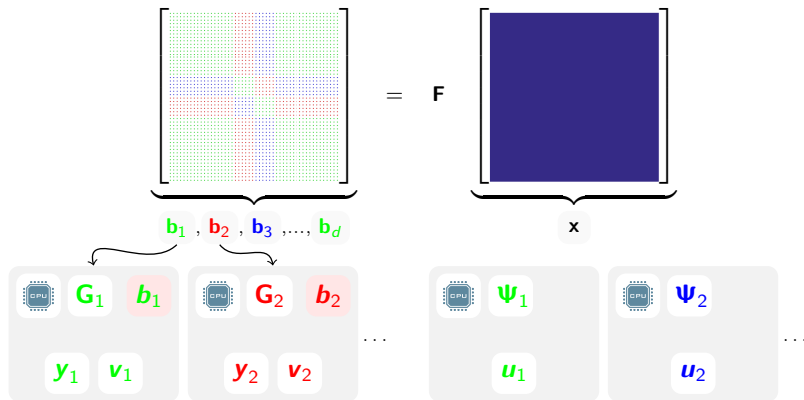 = F
b₁ , b₂ , b₃ ,..., b_d x
CPU G₁ b₁ CPU G₂ b₂ CPU Ψ₁ CPU Ψ₂
... ...
y₁ v₁ y₂ v₂ u₁ u₂